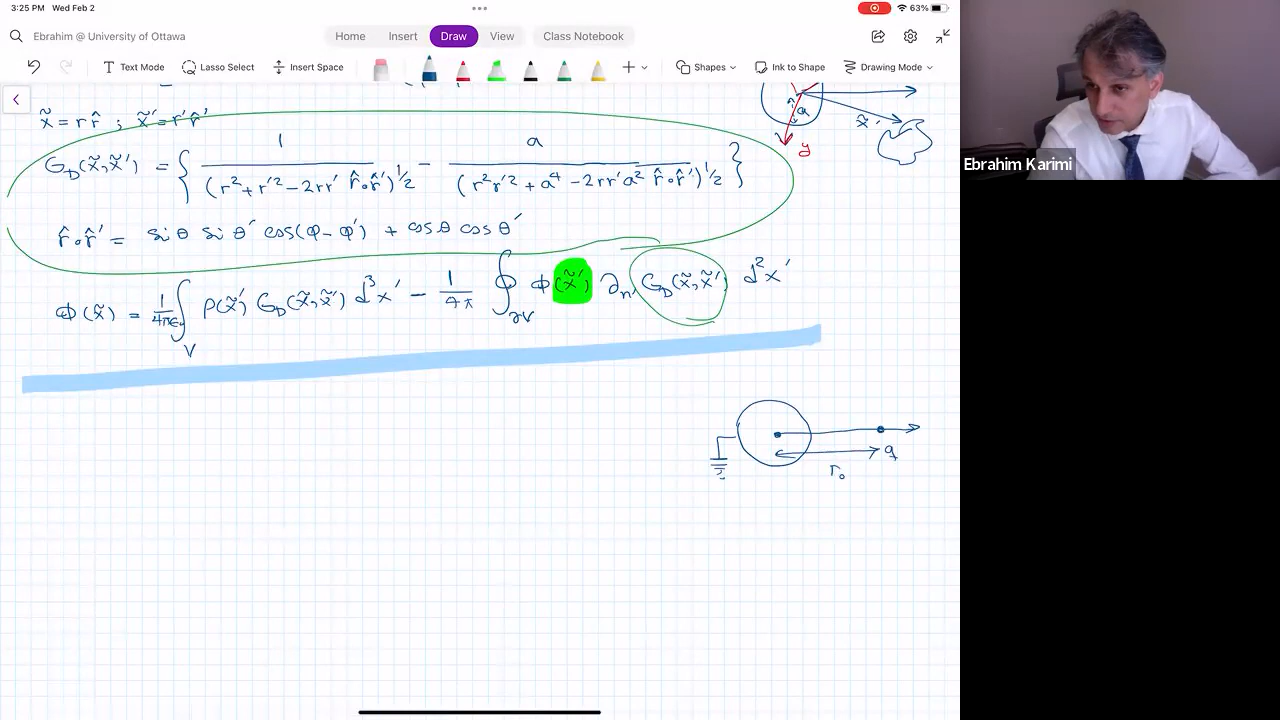 3:25 PM Wed Feb 2
63%
Ebrahim @ University of Ottawa
Home Insert Draw View Class Notebook
Text Mode Lasso Select Insert Space Shapes Ink to Shape Drawing Mode
x̃ = r r̂ ; x̃' = r' r̂'
G_D(x̃,x̃') = { 1 / (r² + r'² - 2rr' r̂∘r̂')^1/2 - a / (r²r'² + a⁴ - 2rr'a² r̂∘r̂')^1/2 }
r̂∘r̂' = si θ si θ' cos(φ-φ') + cos θ cos θ'
Φ(x̃) = 1/4πε₀ ∫_V ρ(x̃') G_D(x̃,x̃') d³x' - 1/4π ∮_∂V Φ(x̃') ∂_n' G_D(x̃,x̃') d²x'
a
x̃'
y
q
r₀
Ebrahim Karimi